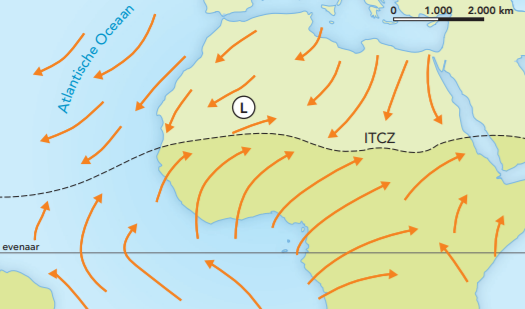 Atlantische Oceaan
0 1.000 2.000 km
L
ITCZ
evenaar